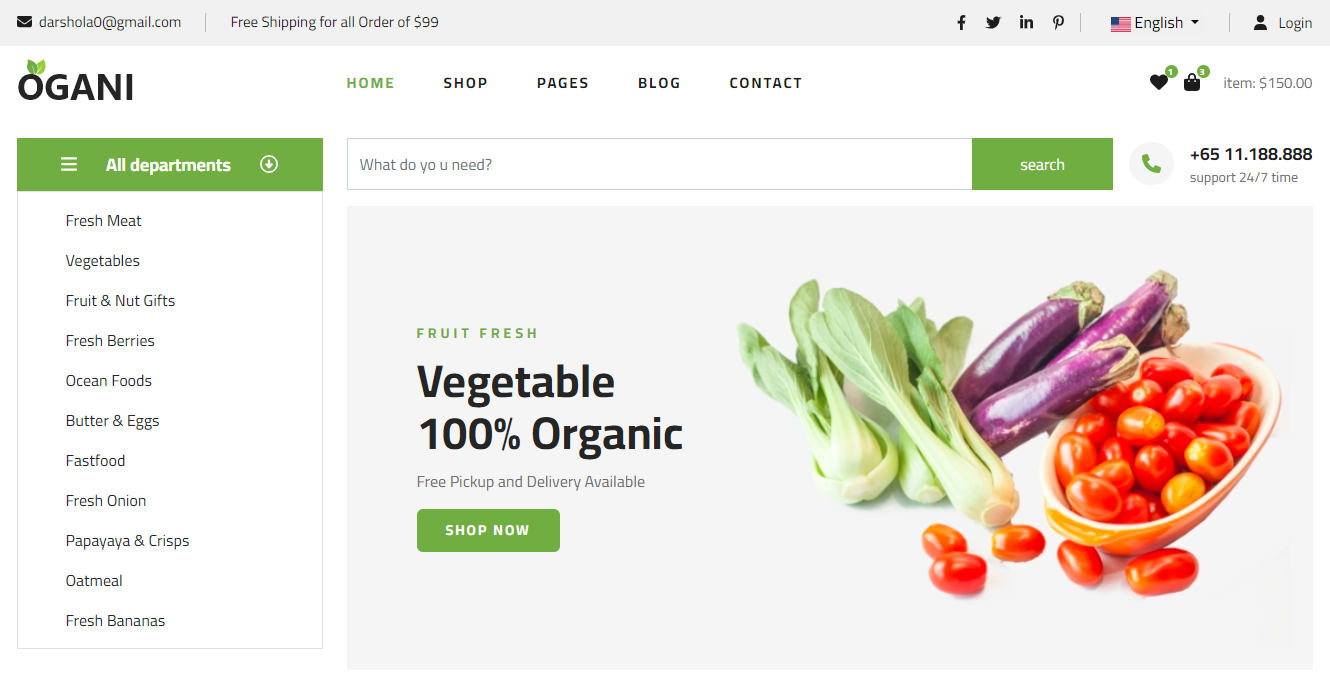 darshola0@gmail.com
Free Shipping for all Order of $99
English
Login
OGANI
HOME
SHOP
PAGES
BLOG
CONTACT
1
3
item: $150.00
All departments
What do yo u need?
search
+65 11.188.888
support 24/7 time
Fresh Meat
Vegetables
Fruit & Nut Gifts
Fresh Berries
Ocean Foods
Butter & Eggs
Fastfood
Fresh Onion
Papayaya & Crisps
Oatmeal
Fresh Bananas
FRUIT FRESH
Vegetable
100% Organic
Free Pickup and Delivery Available
SHOP NOW